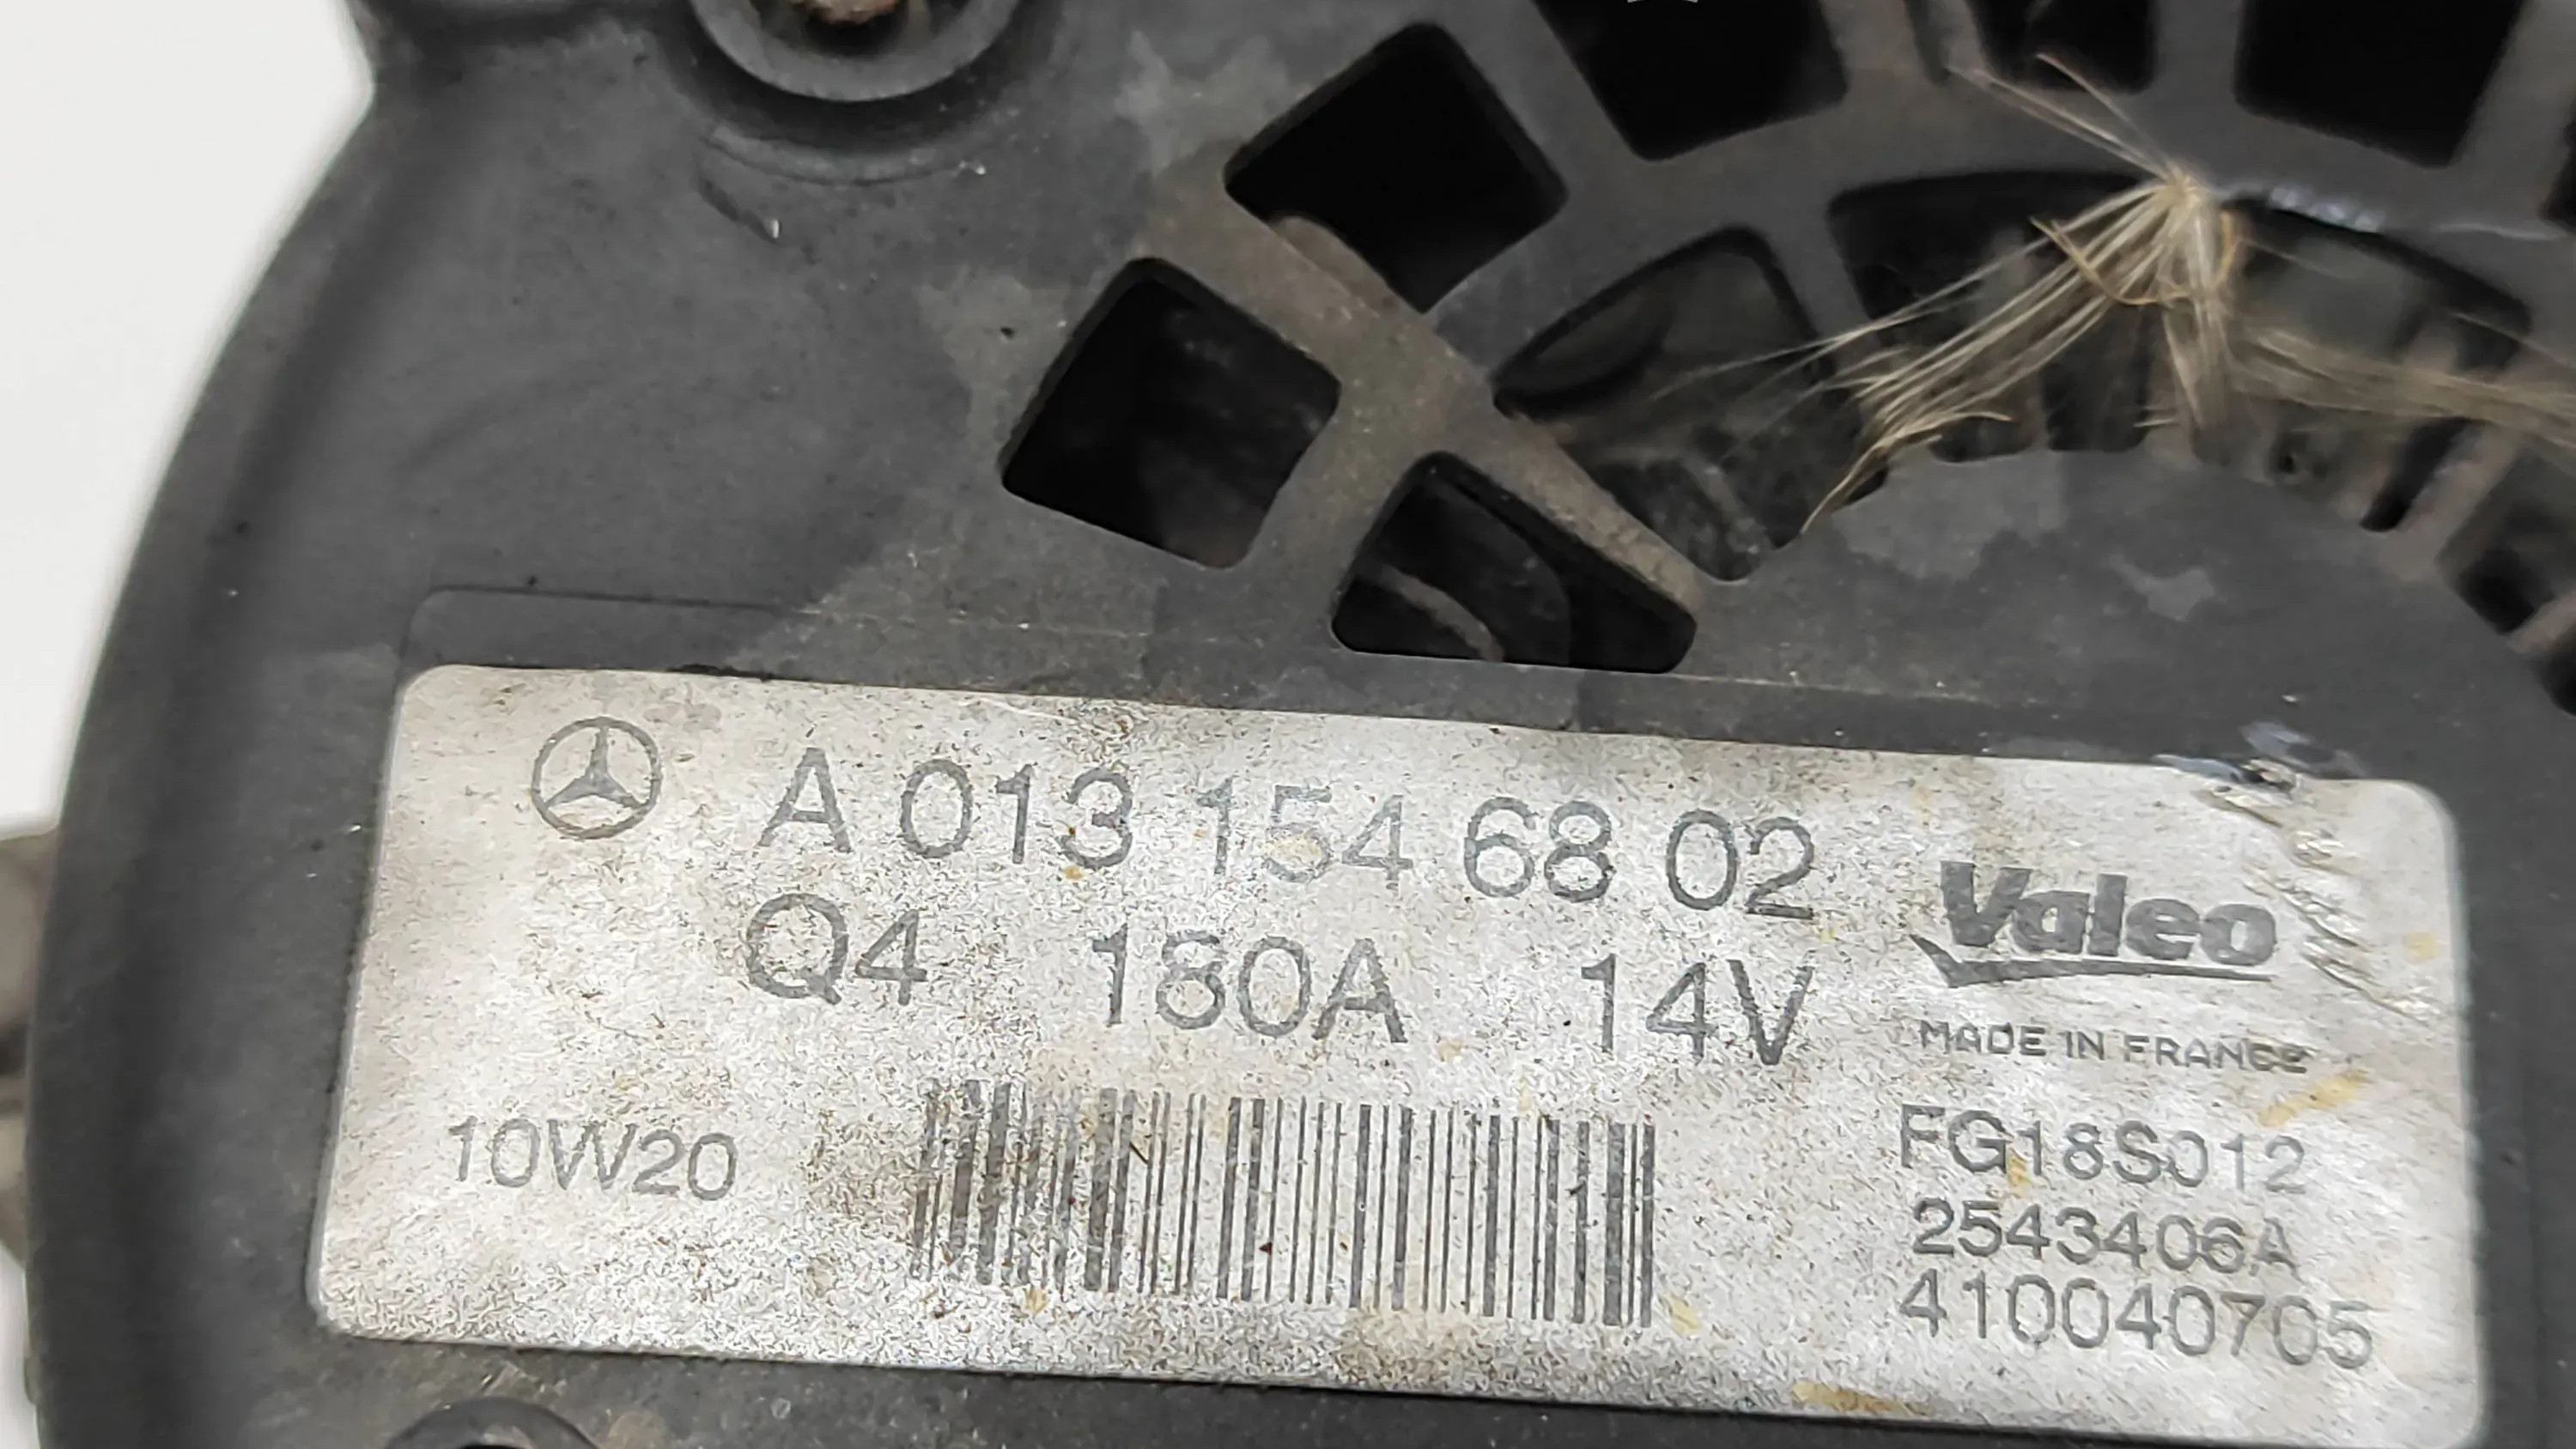 A 013 154 68 02
Q4 180A 14V
Valeo
MADE IN FRANCE
10W20
FG18S012
2543406A
410040705